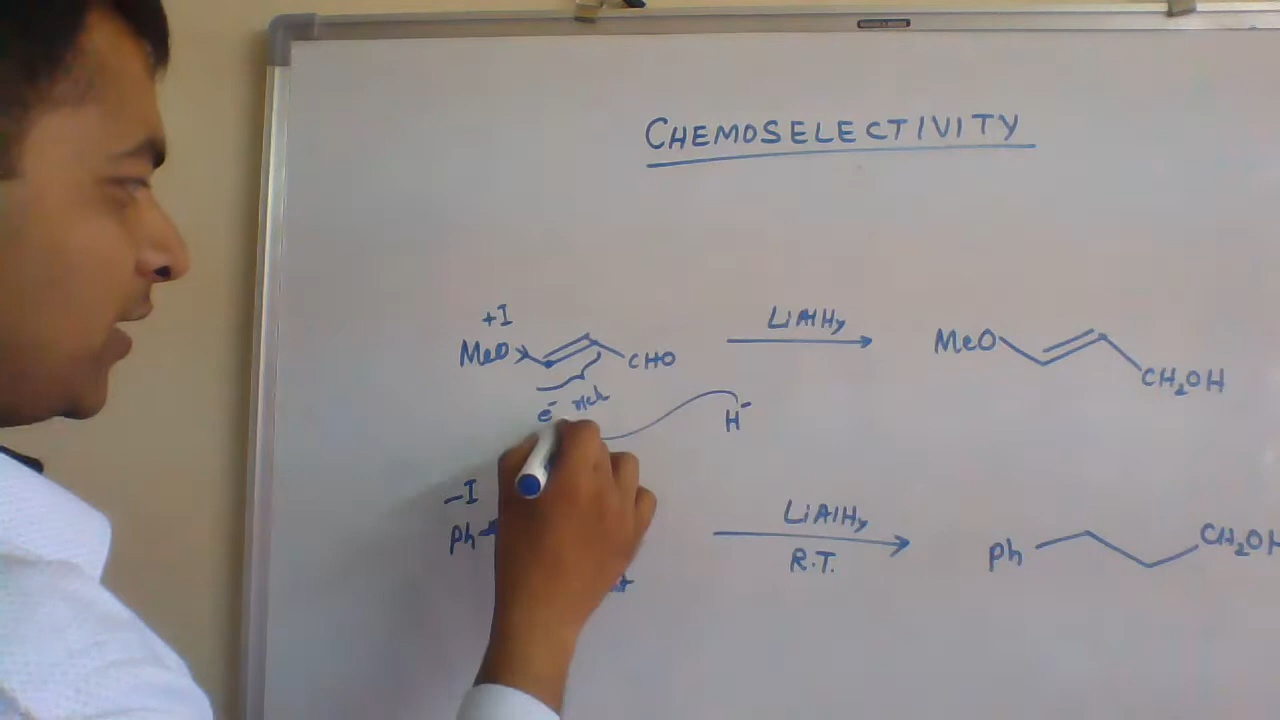 CHEMOSELECTIVITY
+I
MeO CHO
e⁻ rich
LiAlH4
H⁻
MeO CH2OH
-I
Ph
LiAlH4
R.T.
Ph CH2OH